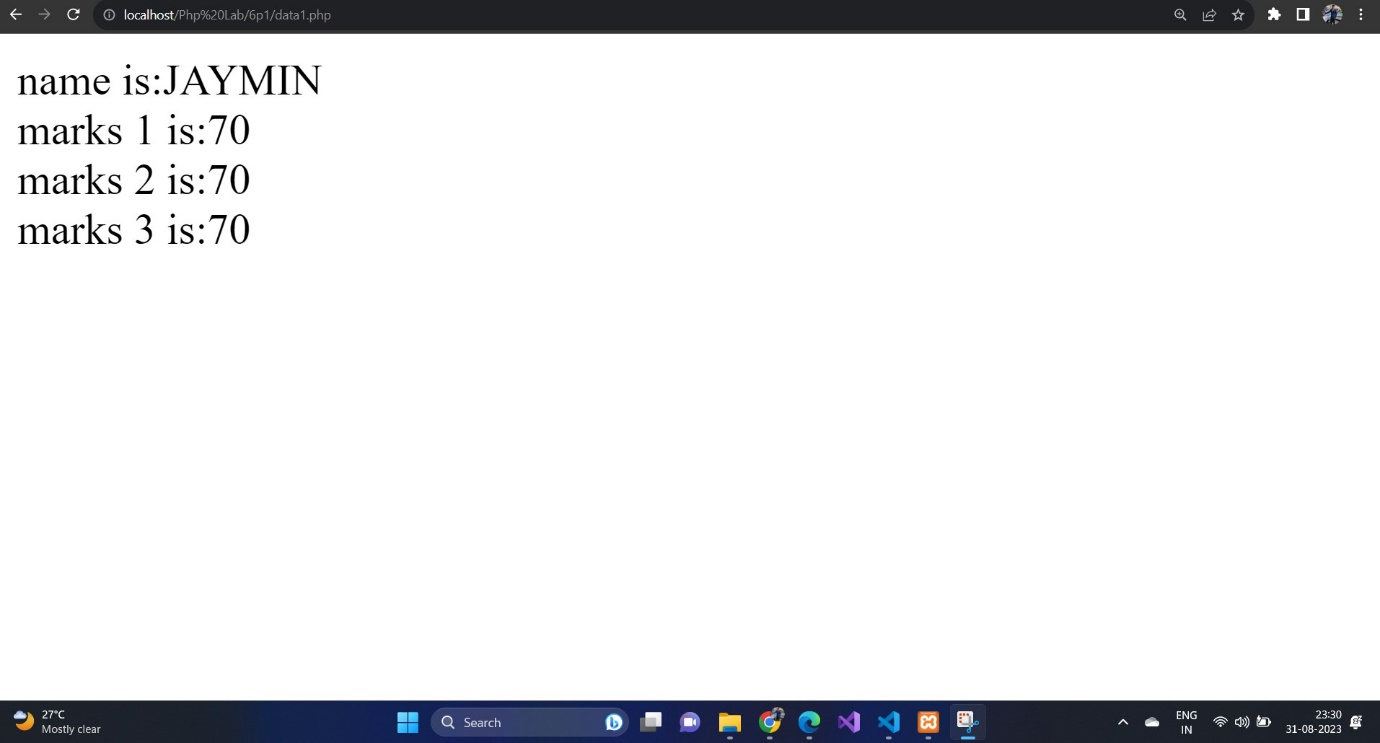 localhost/Php%20Lab/6p1/data1.php
name is:JAYMIN
marks 1 is:70
marks 2 is:70
marks 3 is:70
27°C
Mostly clear
Search
ENG
IN
23:30
31-08-2023